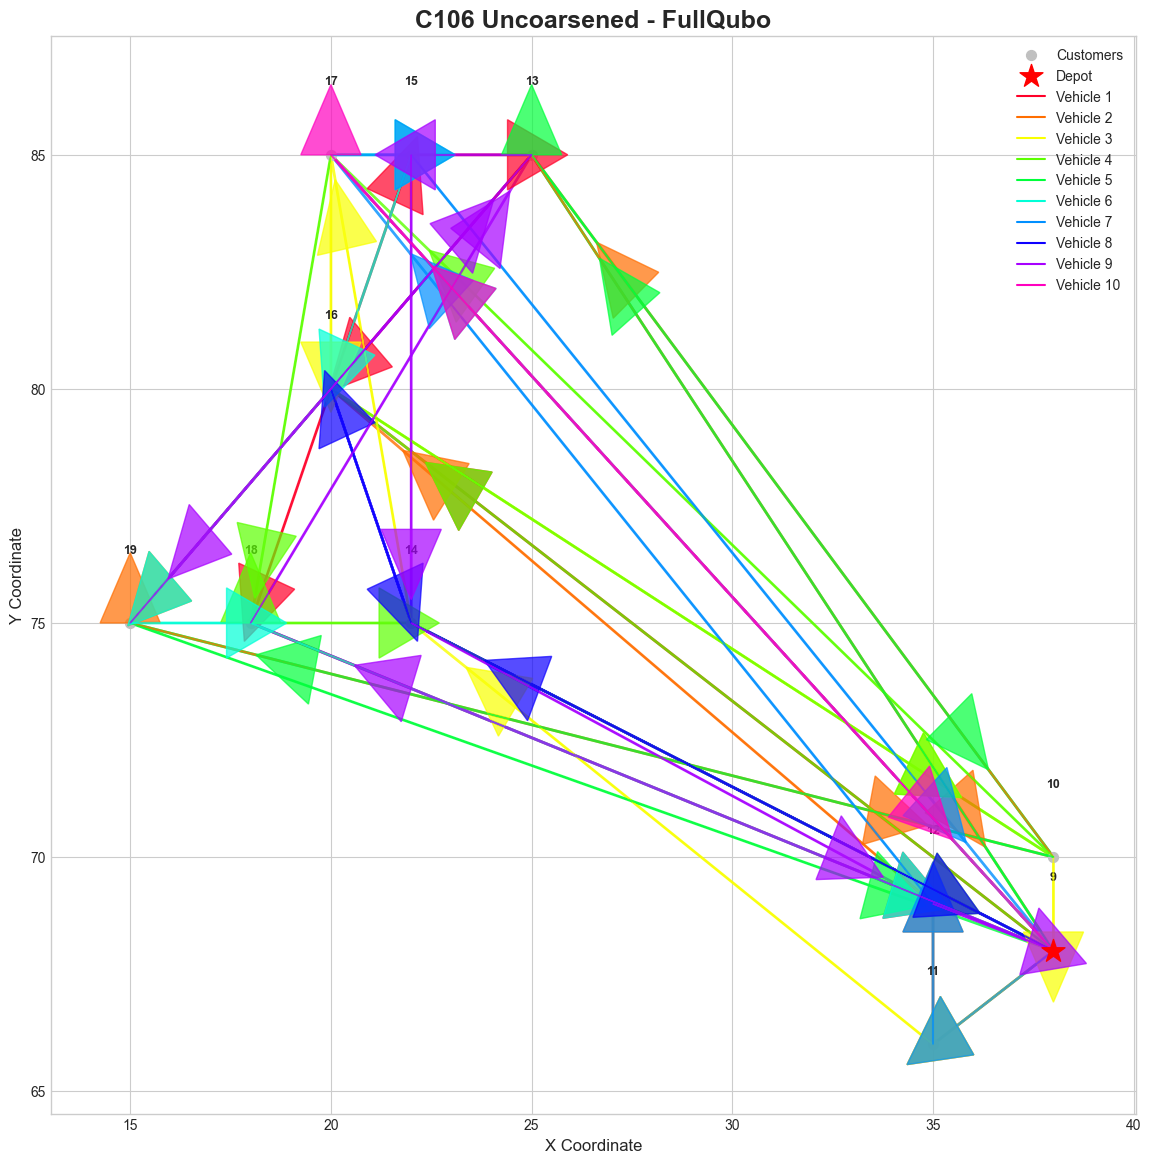 C106 Uncoarsened - FullQubo
Customers
Depot
Vehicle 1
Vehicle 2
Vehicle 3
Vehicle 4
Vehicle 5
Vehicle 6
Vehicle 7
Vehicle 8
Vehicle 9
Vehicle 10
17
15
13
16
19
18
14
10
12
9
11
85
80
75
70
65
Y Coordinate
15
20
25
30
35
40
X Coordinate